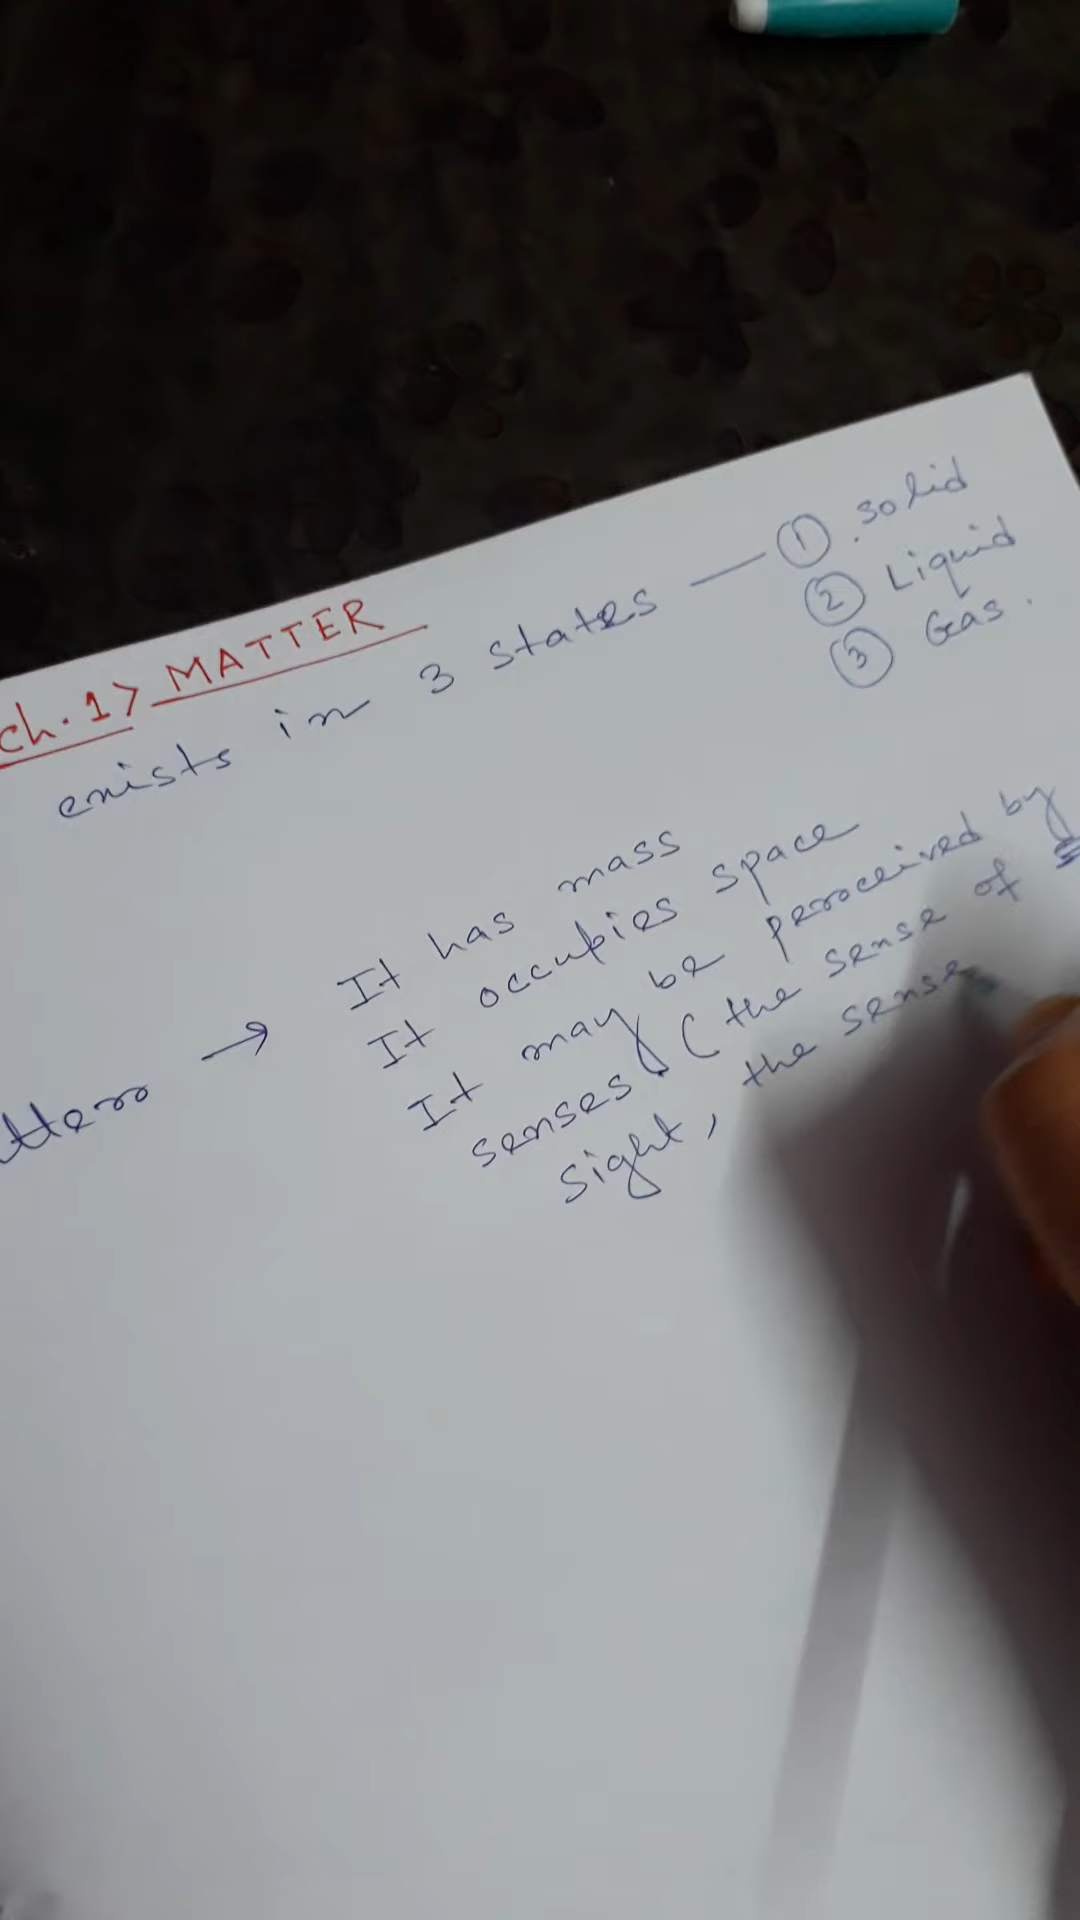 ch.1> MATTER
exists in 3 states — ① solid
② Liquid
③ Gas.
→ It has mass
It occupies space
It may be perceived by
senses. (the sense of
sight, the sense